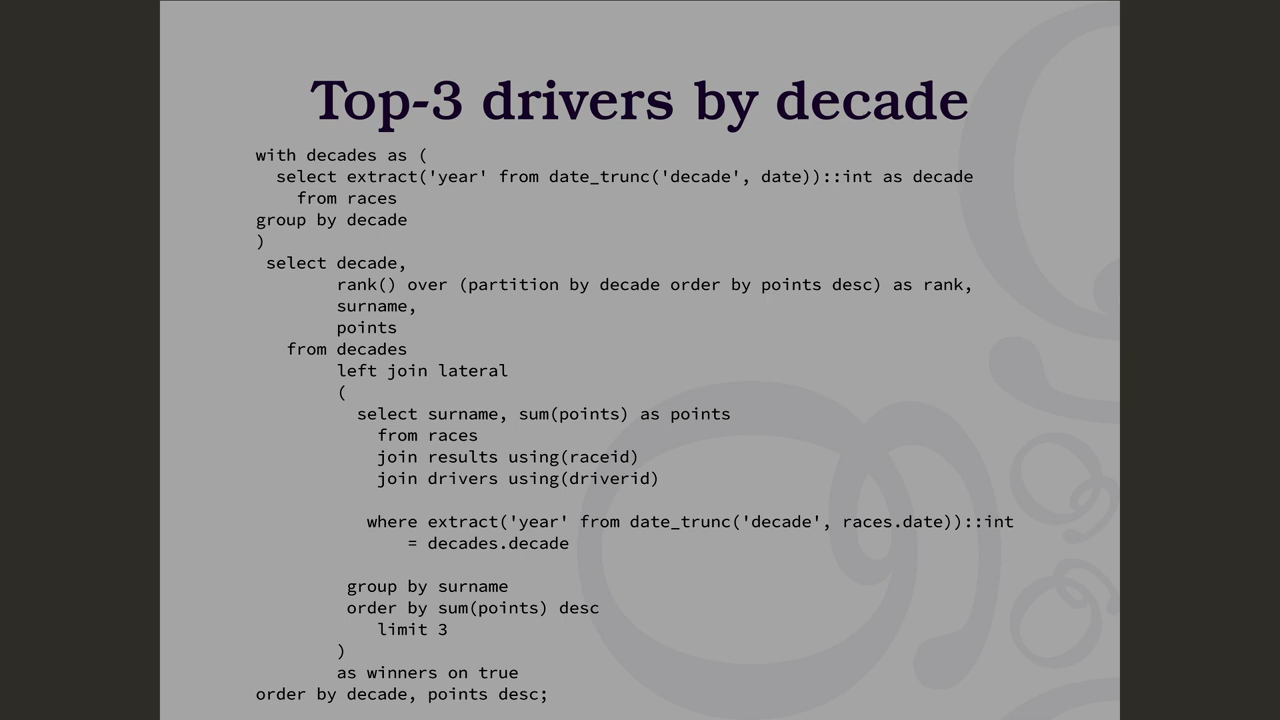 Top-3 drivers by decade
with decades as (
  select extract('year' from date_trunc('decade', date))::int as decade
    from races
group by decade
)
 select decade,
        rank() over (partition by decade order by points desc) as rank,
        surname,
        points
   from decades
        left join lateral
        (
          select surname, sum(points) as points
            from races
            join results using(raceid)
            join drivers using(driverid)
           where extract('year' from date_trunc('decade', races.date))::int
               = decades.decade
         group by surname
         order by sum(points) desc
            limit 3
        )
        as winners on true
order by decade, points desc;